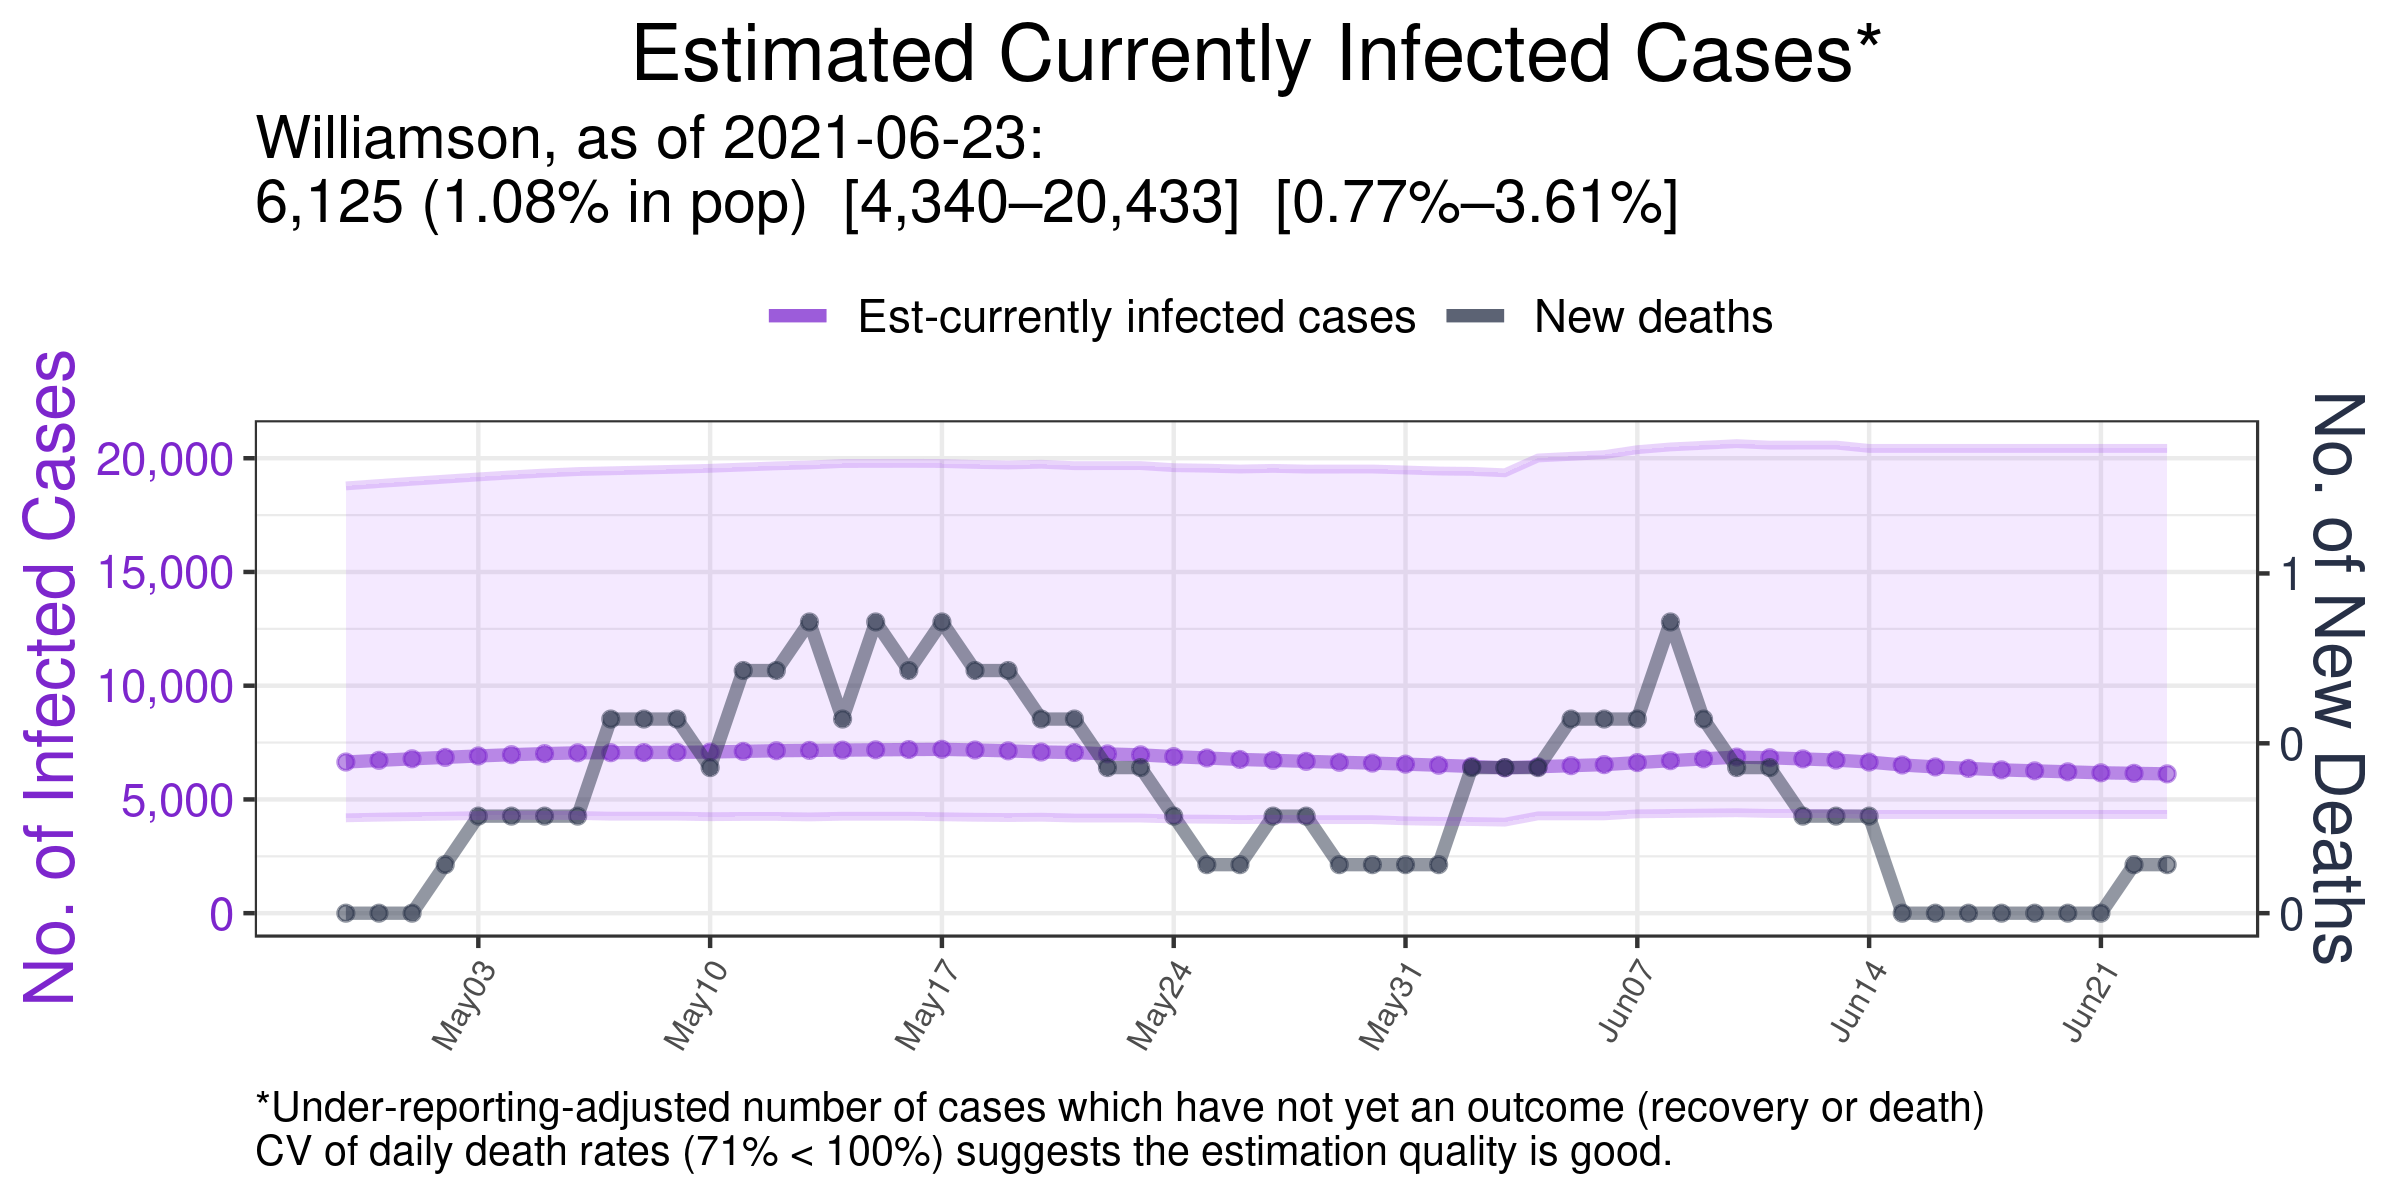 Estimated Currently Infected Cases*
Williamson, as of 2021-06-23:
6,125 (1.08% in pop)  [4,340–20,433]  [0.77%–3.61%]
Est-currently infected cases
New deaths
No. of Infected Cases
20,000
15,000
10,000
5,000
0
No. of New Deaths
1
0
0
May03
May10
May17
May24
May31
Jun07
Jun14
Jun21
*Under-reporting-adjusted number of cases which have not yet an outcome (recovery or death)
CV of daily death rates (71% < 100%) suggests the estimation quality is good.